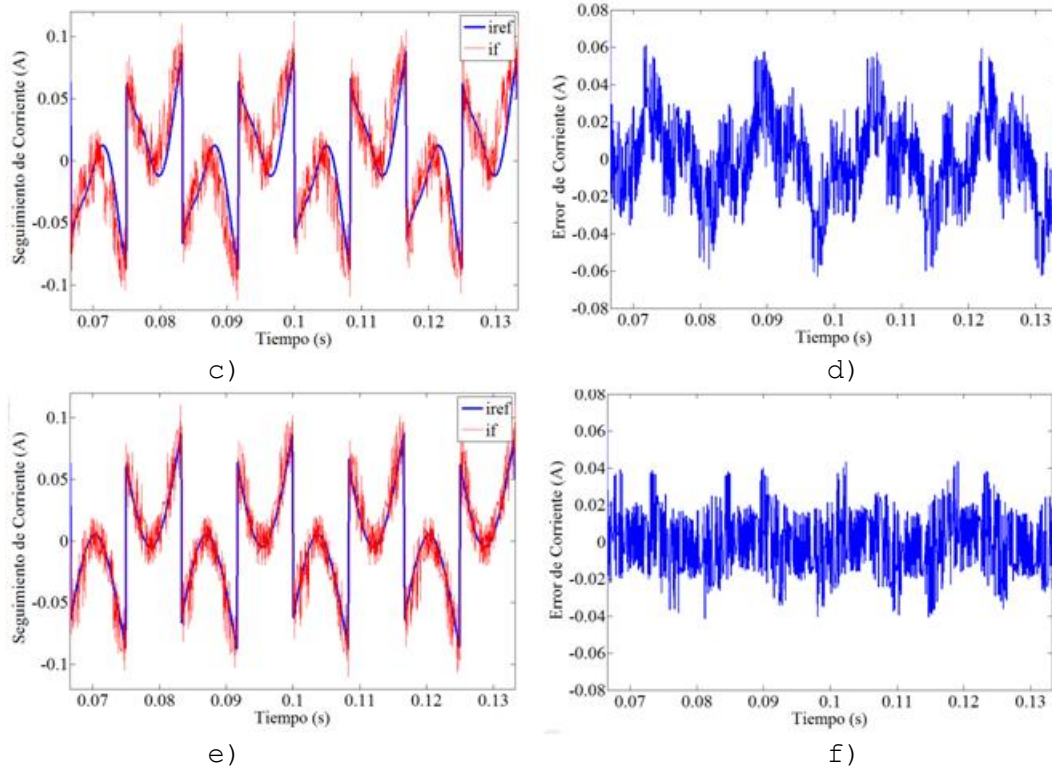 0.1
0.05
0
-0.05
-0.1
Seguimiento de Corriente (A)
iref
if
0.07 0.08 0.09 0.1 0.11 0.12 0.13
Tiempo (s)
c)
0.08
0.06
0.04
0.02
0
-0.02
-0.04
-0.06
-0.08
Error de Corriente (A)
0.07 0.08 0.09 0.1 0.11 0.12 0.13
Tiempo (s)
d)
0.1
0.05
0
-0.05
-0.1
Seguimiento de Corriente (A)
iref
if
0.07 0.08 0.09 0.1 0.11 0.12 0.13
Tiempo (s)
e)
0.08
0.06
0.04
0.02
0
-0.02
-0.04
-0.06
-0.08
Error de Corriente (A)
0.07 0.08 0.09 0.1 0.11 0.12 0.13
Tiempo (s)
f)